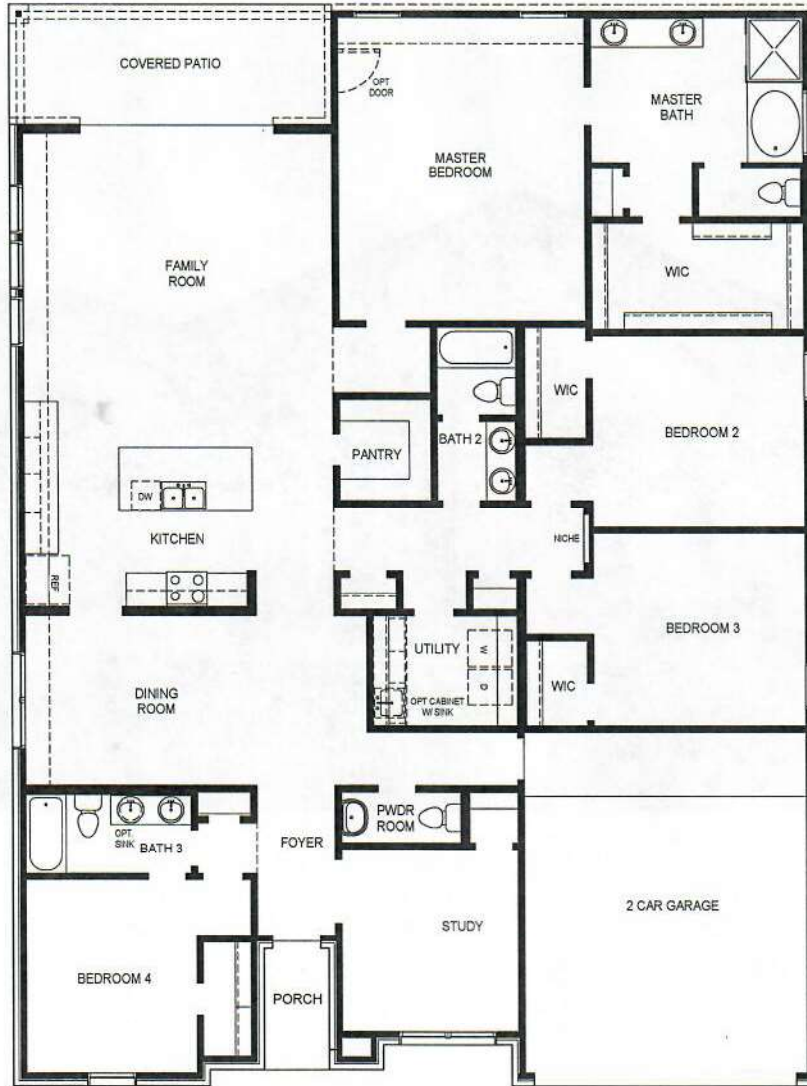 COVERED PATIO
OPT
DOOR
MASTER
BEDROOM
MASTER
BATH
FAMILY
ROOM
WIC
WIC
BEDROOM 2
PANTRY
BATH 2
DW
KITCHEN
REF
NICHE
BEDROOM 3
UTILITY
W
D
OPT CABINET
W/ SINK
WIC
DINING
ROOM
OPT.
SINK
BATH 3
FOYER
PWDR
ROOM
STUDY
2 CAR GARAGE
BEDROOM 4
PORCH